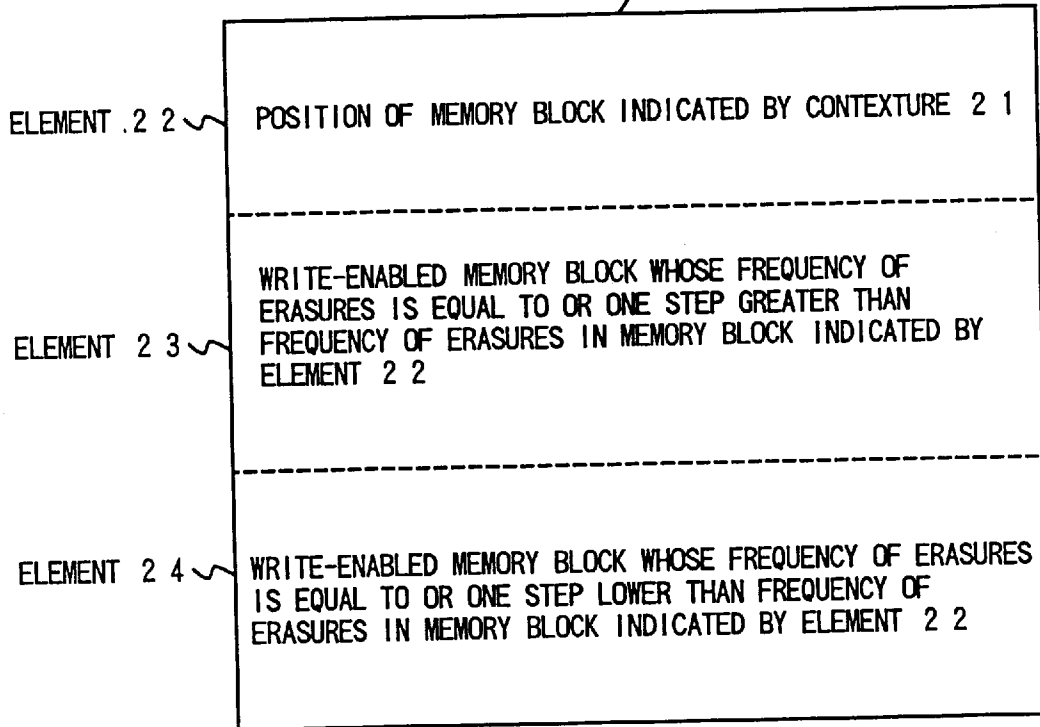 ELEMENT .2 2
POSITION OF MEMORY BLOCK INDICATED BY CONTEXTURE 2 1
WRITE-ENABLED MEMORY BLOCK WHOSE FREQUENCY OF
ERASURES IS EQUAL TO OR ONE STEP GREATER THAN
FREQUENCY OF ERASURES IN MEMORY BLOCK INDICATED BY
ELEMENT 2 2
ELEMENT 2 3
ELEMENT 2 4
WRITE-ENABLED MEMORY BLOCK WHOSE FREQUENCY OF ERASURES
IS EQUAL TO OR ONE STEP LOWER THAN FREQUENCY OF
ERASURES IN MEMORY BLOCK INDICATED BY ELEMENT 2 2